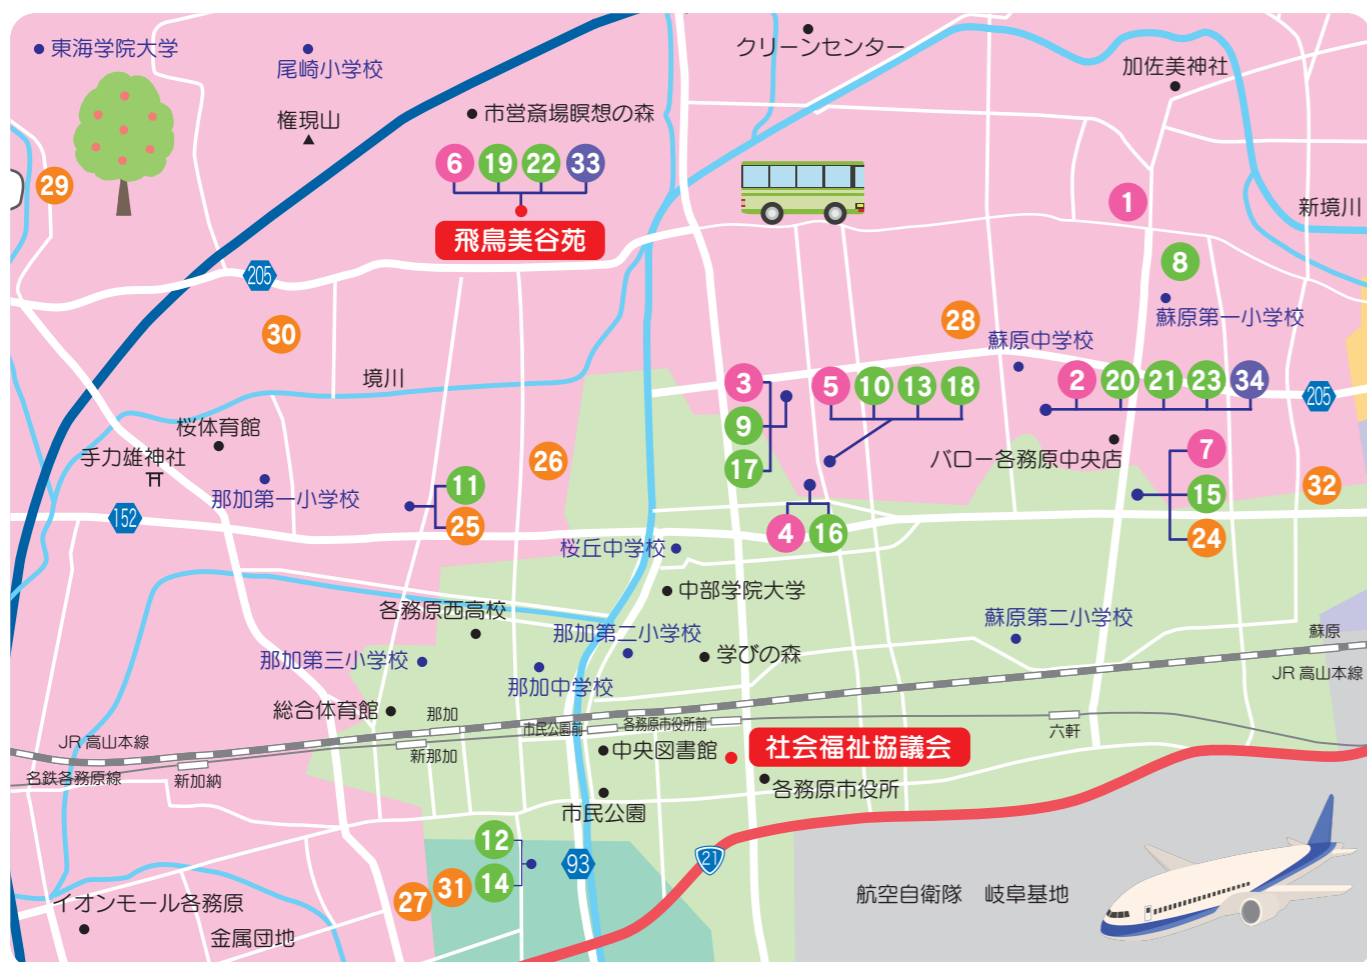 東海学院大学
尾崎小学校
クリーンセンター
加佐美神社
権現山
市営斎場瞑想の森
6 19 22 33
飛鳥美谷苑
29
1
新境川
8
205
蘇原第一小学校
30
28
蘇原中学校
境川
3
9
17
5 10 13 18
2 20 21 23 34
205
桜体育館
手力雄神社
那加第一小学校
26
11
25
バロー各務原中央店
7
15
24
32
152
4 16
桜丘中学校
中部学院大学
各務原西高校
那加第二小学校
蘇原第二小学校
那加第三小学校
学びの森
那加中学校
蘇原
JR 高山本線
総合体育館
那加
市民公園前
各務原市役所前
六軒
JR 高山本線
新那加
中央図書館
社会福祉協議会
名鉄各務原線
新加納
各務原市役所
市民公園
12
14
93
21
27
31
イオンモール各務原
金属団地
航空自衛隊 岐阜基地